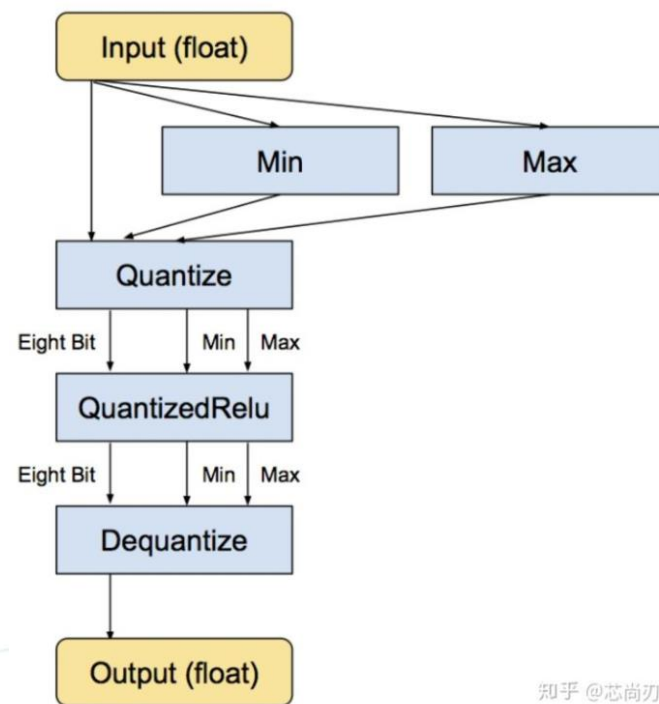 Input (float)
Min
Max
Quantize
Eight Bit Min Max
QuantizedRelu
Eight Bit Min Max
Dequantize
Output (float)
知乎 @芯尚刃